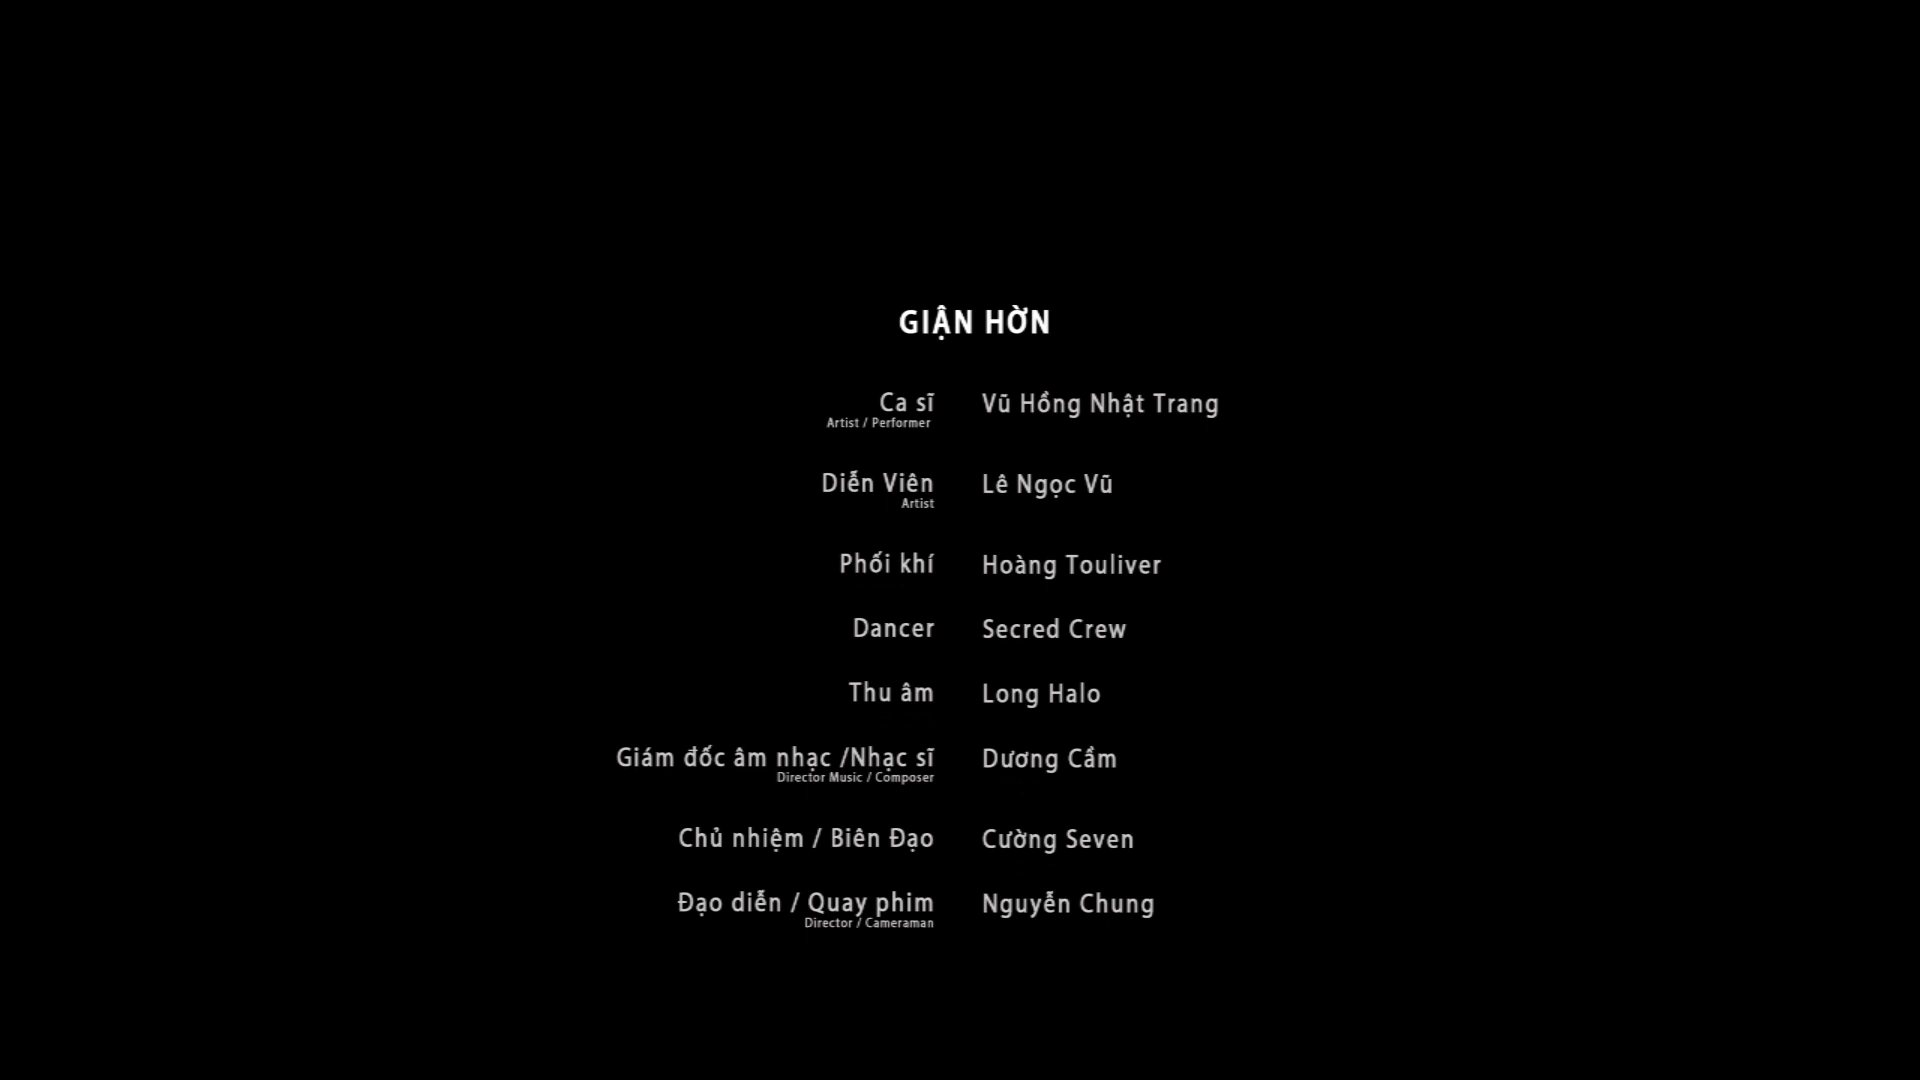 GIẬN HỜN
Ca sĩ Vũ Hồng Nhật Trang
Artist / Performer
Diễn Viên Lê Ngọc Vũ
Artist
Phối khí Hoàng Touliver
Dancer Secred Crew
Thu âm Long Halo
Giám đốc âm nhạc /Nhạc sĩ Dương Cầm
Director Music / Composer
Chủ nhiệm / Biên Đạo Cường Seven
Đạo diễn / Quay phim Nguyễn Chung
Director / Cameraman